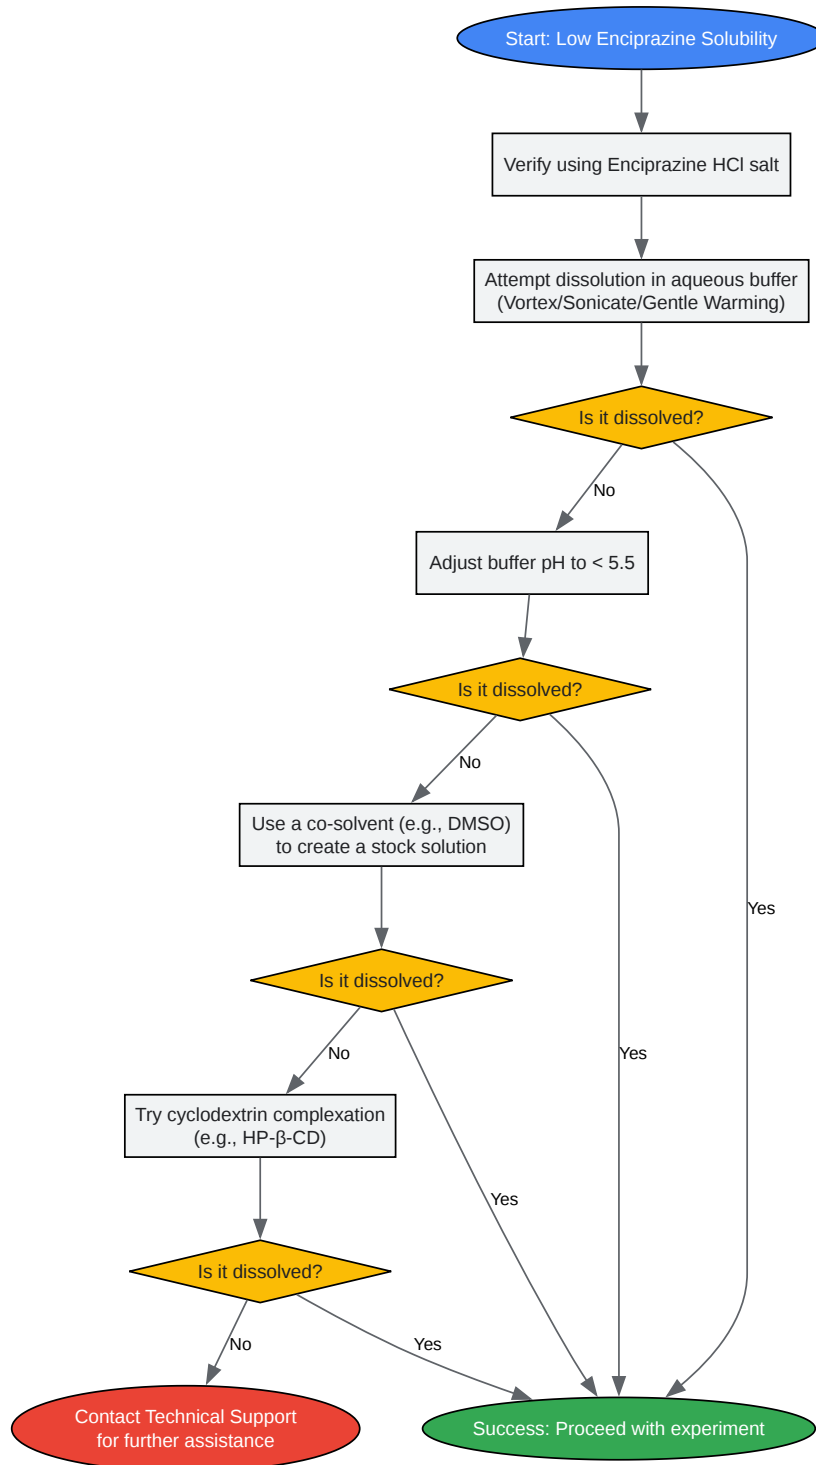 Start: Low Enciprazine Solubility
Verify using Enciprazine HCl salt
Attempt dissolution in aqueous buffer
(Vortex/Sonicate/Gentle Warming)
Is it dissolved?
No
Adjust buffer pH to < 5.5
Is it dissolved?
No
Use a co-solvent (e.g., DMSO)
to create a stock solution
Yes
Is it dissolved?
No
Yes
Try cyclodextrin complexation
(e.g., HP-β-CD)
Yes
Is it dissolved?
No
Yes
Contact Technical Support
for further assistance
Success: Proceed with experiment